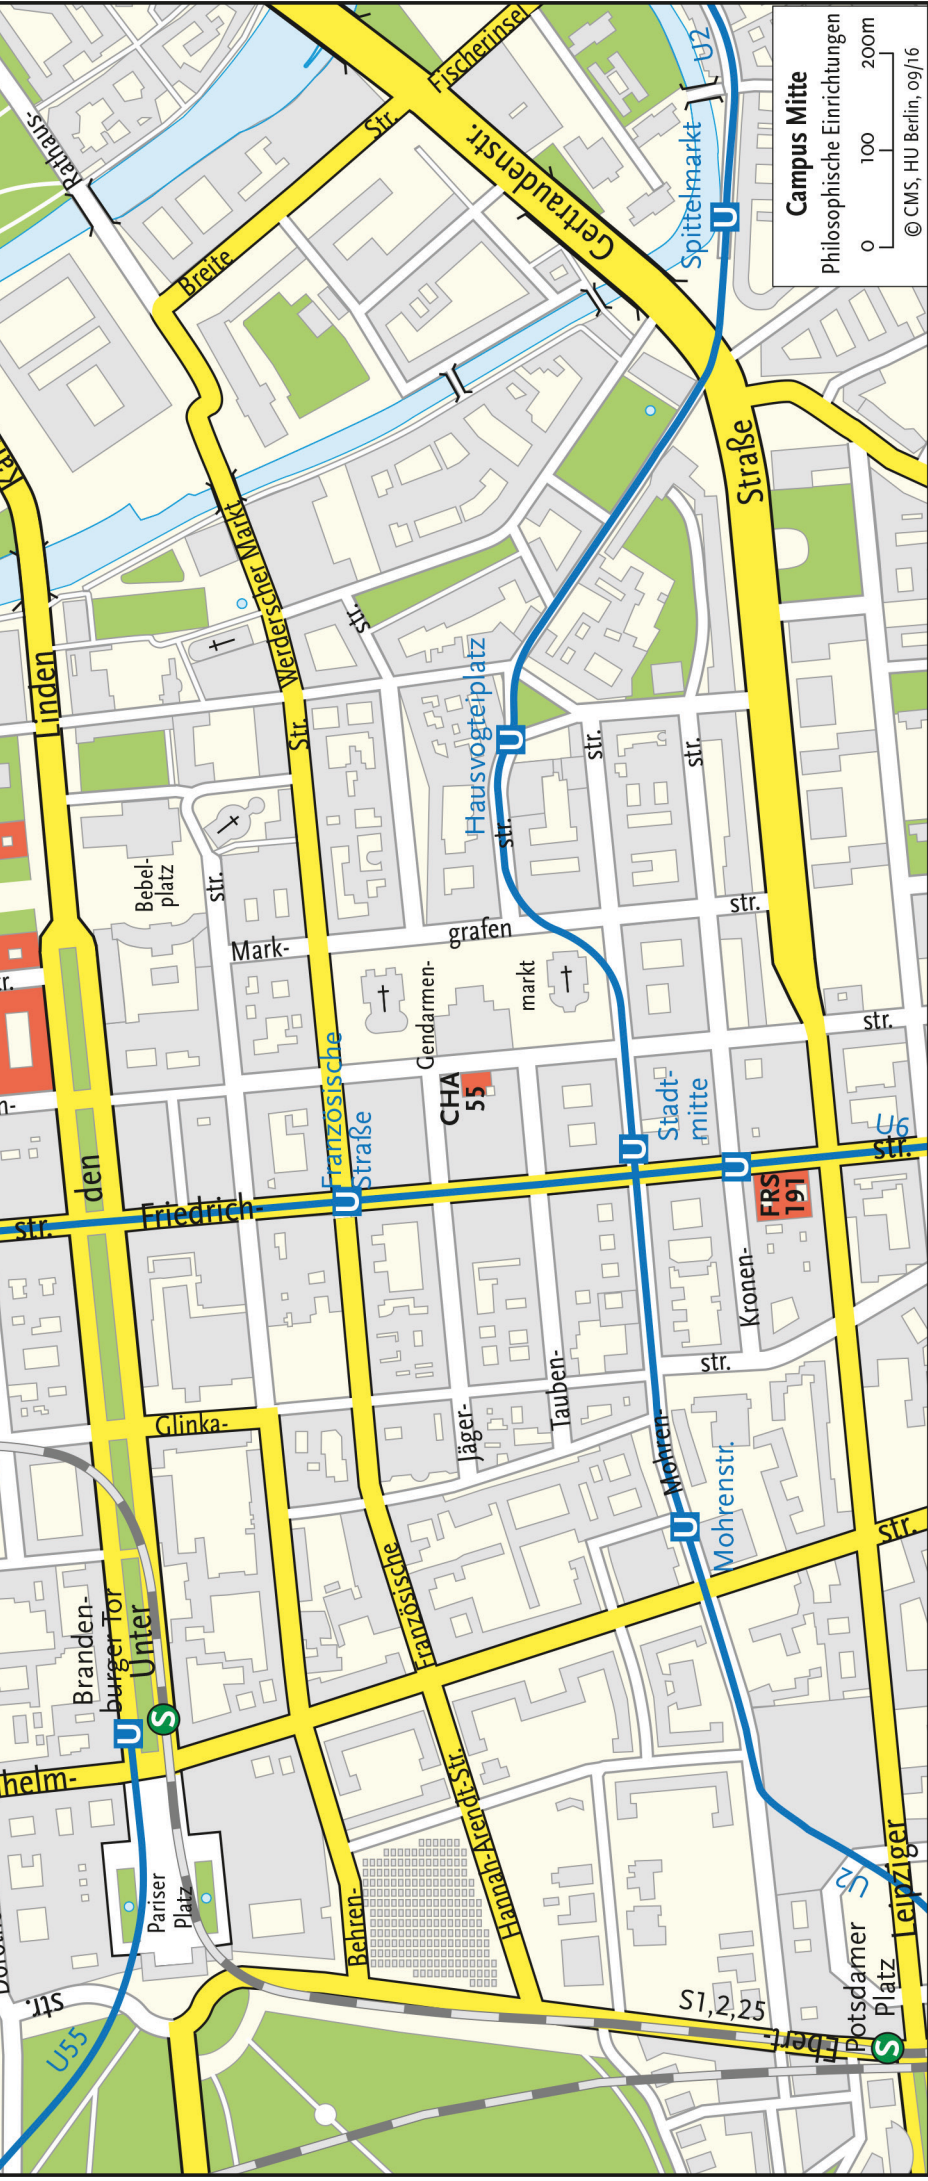 Rathaus-
Breite
Str.
Fischerinsel
Gertraudenstr.
U2
Spittelmarkt
U
Campus Mitte
Philosophische Einrichtungen
0 100 200m
© CMS, HU Berlin, 09/16
Straße
Linden
Werderscher Markt
Str.
str.
Hausvogteiplatz
U
str.
str.
str.
Bebel-
platz
str.
Mark-
grafen
str.
Gendarmen-
markt
str.
Französische
Straße
U
CHA
55
Stadt-
mitte
U
U
FRS
191
U6
str.
den
str.
Friedrich-
Kronen-
str.
Glinka-
Jäger-
Tauben-
Mohren-
Mohrenstr.
U
str.
Französische
Branden-
burger Tor
Unter
U
S
helm-
Pariser
Platz
Behren-
Hannah-Arendt-Str.
U2
Leipziger
Potsdamer
Platz
S
S1,2,25
Ebert-
str.
U55